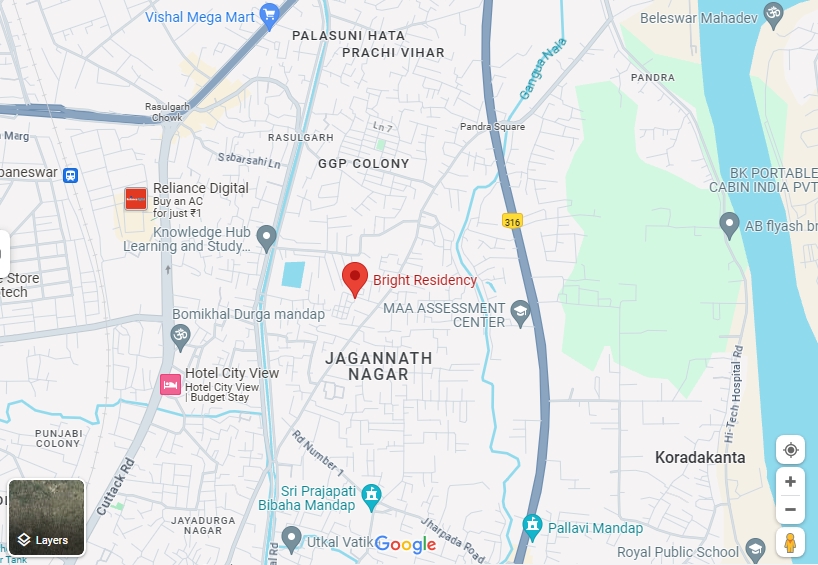 Vishal Mega Mart
PALASUNI HATA
PRACHI VIHAR
Beleswar Mahadev
Gangua Nala
PANDRA
Rasulgarh
Chowk
Marg
RASULGARH
Ln 7
Pandra Square
Sabarsahi Ln
GGP COLONY
baneswar
BK PORTABLE
CABIN INDIA PVT
Reliance Digital
Buy an AC
for just ₹1
316
AB flyash br
Knowledge Hub
Learning and Study...
e Store
tech
Bright Residency
Bomikhal Durga mandap
MAA ASSESSMENT
CENTER
JAGANNATH
NAGAR
Hotel City View
Hotel City View
| Budget Stay
Hi-Tech Hospital Rd
PUNJABI
COLONY
Rd Number 1
Koradakanta
Cuttack Rd
Sri Prajapati
Bibaha Mandap
JAYADURGA
NAGAR
Jharpada Road
Pallavi Mandap
Layers
Utkal Vatik
Google
Royal Public School